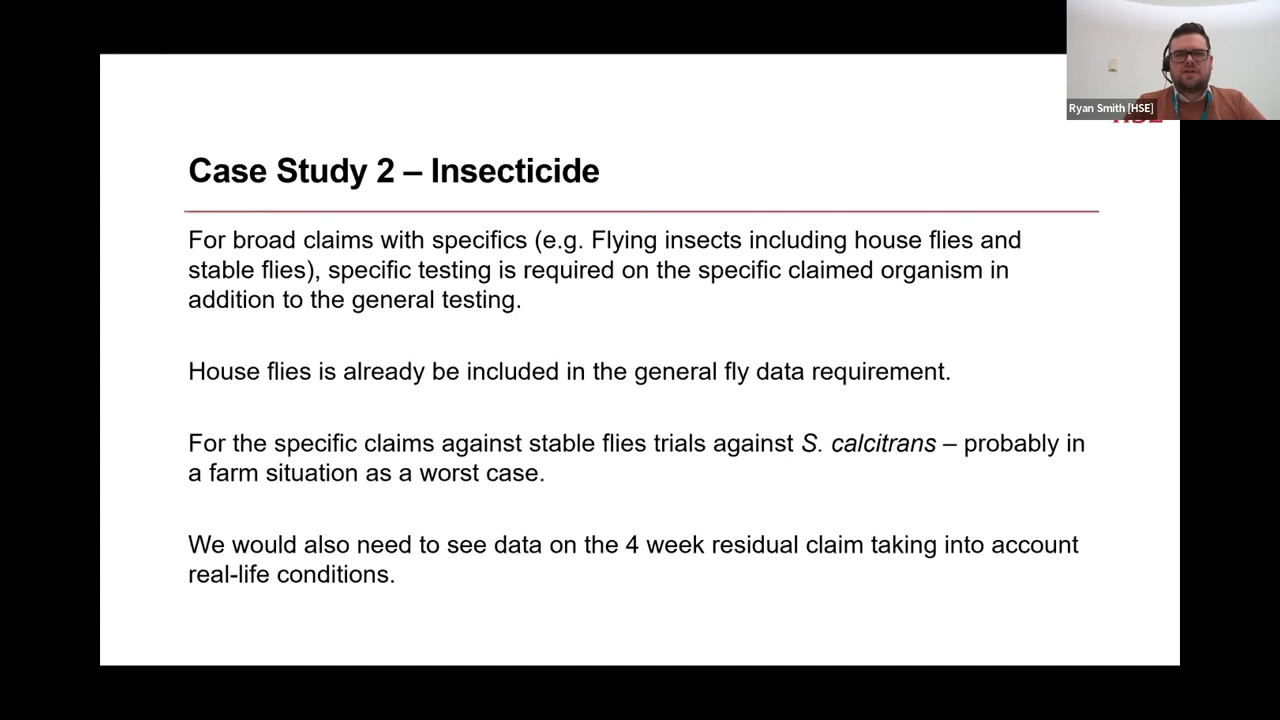 Ryan Smith [HSE]
Case Study 2 – Insecticide
For broad claims with specifics (e.g. Flying insects including house flies and
stable flies), specific testing is required on the specific claimed organism in
addition to the general testing.
House flies is already be included in the general fly data requirement.
For the specific claims against stable flies trials against S. calcitrans – probably in
a farm situation as a worst case.
We would also need to see data on the 4 week residual claim taking into account
real-life conditions.